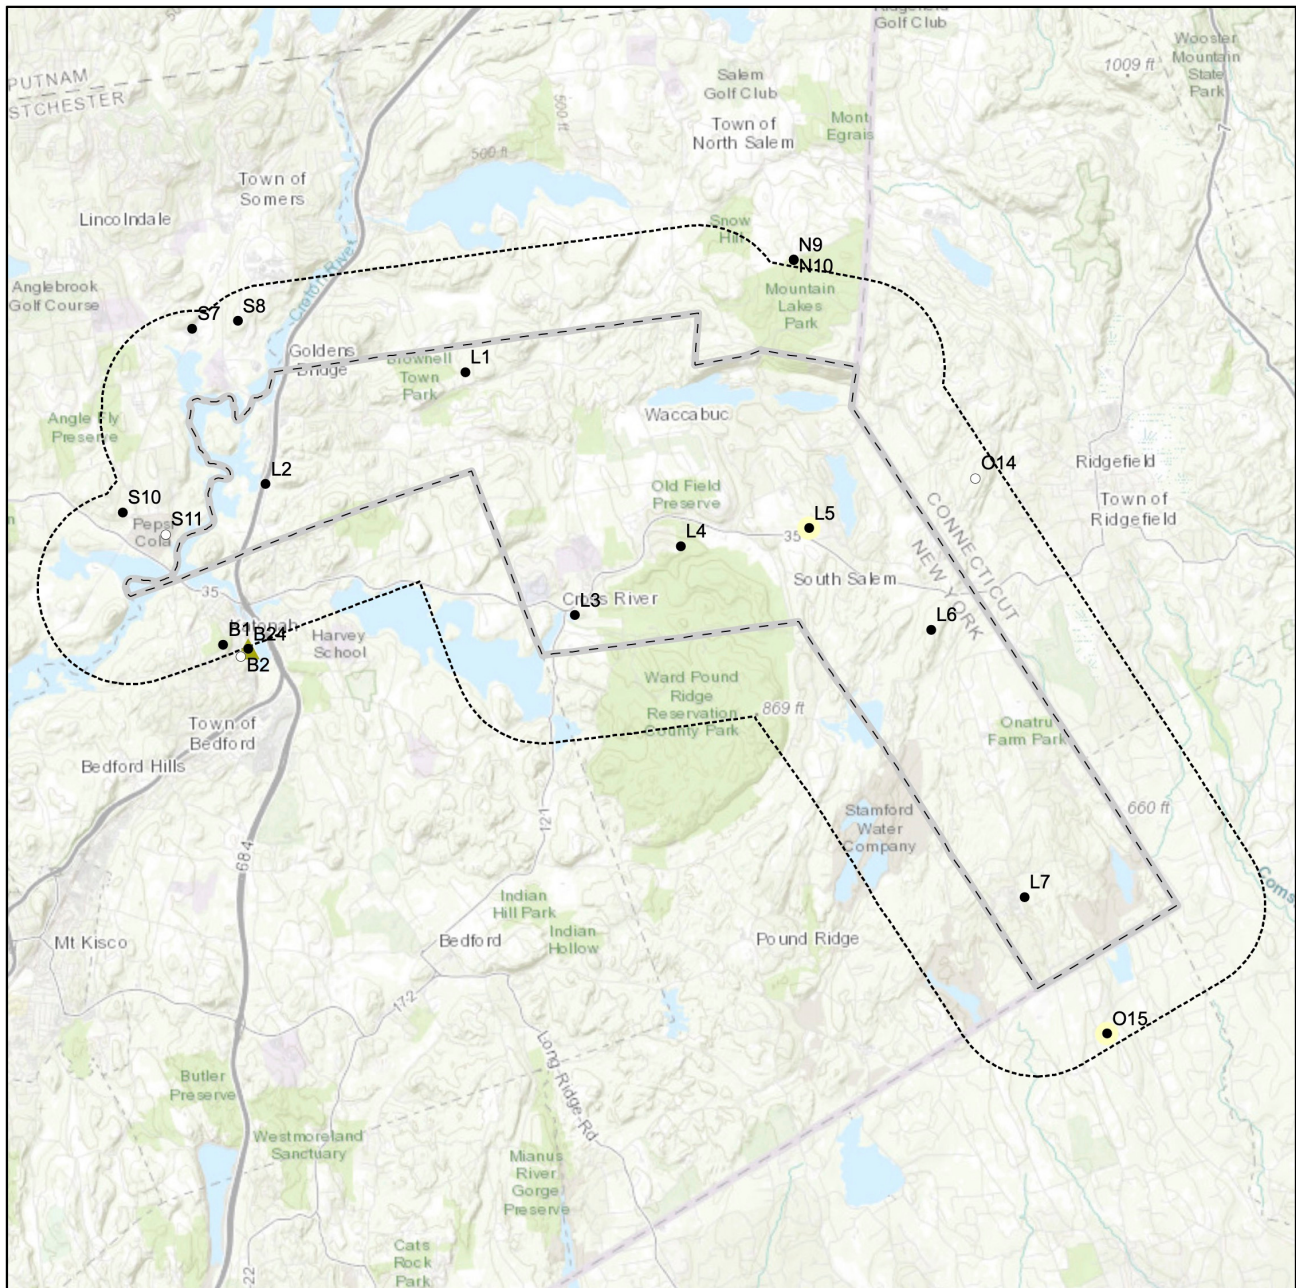 Golf Club
Wooster
Mountain
State
Park
1009 ft
PUTNAM
STCHESTER
Salem
Golf Club
Town of
North Salem
Mont
Egrais
7
500 ft
500 ft
Town of
Somers
Lincolndale
Croton River
Snow
Hill
N9
N10
Mountain
Lakes
Park
Anglebrook
Golf Course
S7
S8
Goldens
Bridge
Brownell
Town
Park
L1
Waccabuc
Angle Fly
Preserve
L2
Old Field
Preserve
O14
Ridgefield
Town of
Ridgefield
S10
S11
Pepsi
Cola
L5
L4
35
CONNECTICUT
NEW YORK
South Salem
35
Cross River
L3
L6
Katonah
B1
B24
B2
Harvey
School
Ward Pound
Ridge
Reservation
County Park
869 ft
Onatru
Farm Park
Town of
Bedford
Bedford Hills
660 ft
121
Stamford
Water
Company
684
L7
Indian
Hill Park
Indian
Hollow
Mt Kisco
Bedford
Pound Ridge
172
O15
Long Ridge Rd
Butler
Preserve
Westmoreland
Sanctuary
Mianus
River
Gorge
Preserve
Cats
Rock
Park
22